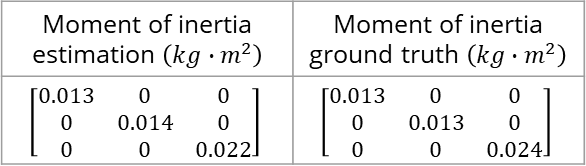 Moment of inertia
estimation (kg · m²)
Moment of inertia
ground truth (kg · m²)
[0.013 0 0
0 0.014 0
0 0 0.022]
[0.013 0 0
0 0.013 0
0 0 0.024]